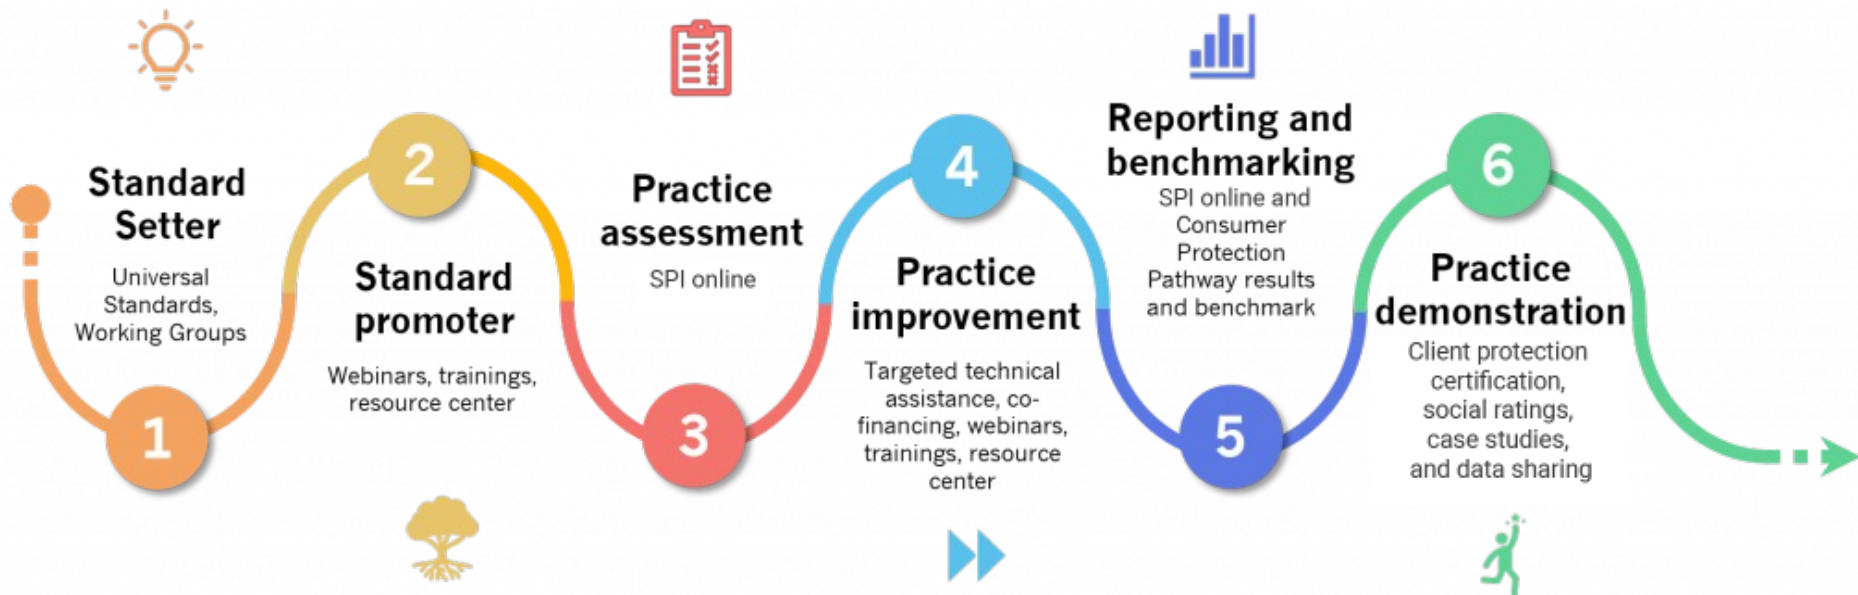 1
Standard
Setter
Universal
Standards,
Working Groups
2
Standard
promoter
Webinars, trainings,
resource center
3
Practice
assessment
SPI online
4
Practice
improvement
Targeted technical
assistance, co-
financing, webinars,
trainings, resource
center
5
Reporting and
benchmarking
SPI online and
Consumer
Protection
Pathway results
and benchmark
6
Practice
demonstration
Client protection
certification,
social ratings,
case studies,
and data sharing